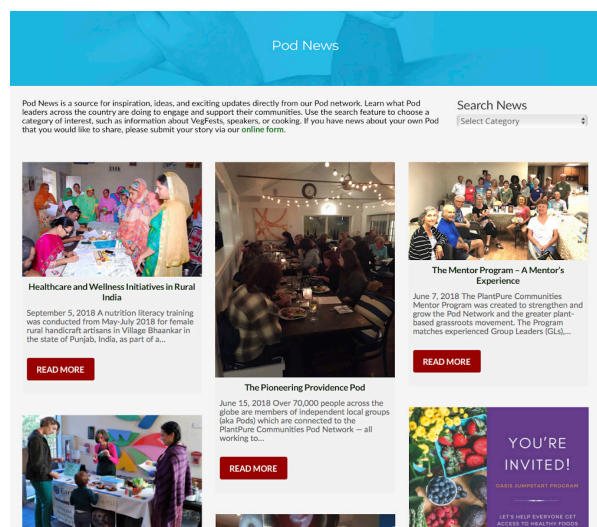 Pod News
Pod News is a source for inspiration, ideas, and exciting updates directly from our Pod network. Learn what Pod
leaders across the country are doing to engage and support their communities. Use the search feature to choose a
category of interest, such as information about VegFests, speakers, or cooking. If you have news about your own Pod
that you would like to share, please submit your story via our online form.
Search News
Select Category
Healthcare and Wellness Initiatives in Rural
India
September 5, 2018 A nutrition literacy training
was conducted from May-July 2018 for female
rural handicraft artisans in Village Bhaankar in
the state of Punjab, India, as part of a...
READ MORE
The Pioneering Providence Pod
June 15, 2018 Over 70,000 people across the
globe are members of independent local groups
(aka Pods) which are connected to the
PlantPure Communities Pod Network — all
working to...
READ MORE
The Mentor Program – A Mentor's
Experience
June 7, 2018 The PlantPure Communities
Mentor Program was created to strengthen and
grow the Pod Network and the greater plant-
based grassroots movement. The Program
matches experienced Group Leaders (GLs),...
READ MORE
YOU'RE
INVITED!
OASIS JUMPSTART PROGRAM
LET'S HELP EVERYONE GET
ACCESS TO HEALTHY FOODS